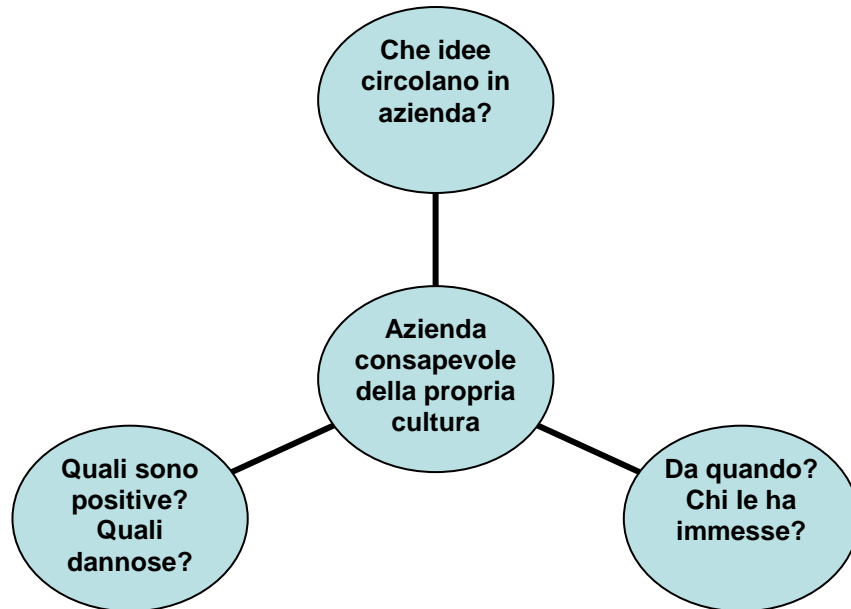 Che idee
circolano in
azienda?
Azienda
consapevole
della propria
cultura
Quali sono
positive?
Quali
dannose?
Da quando?
Chi le ha
immesse?